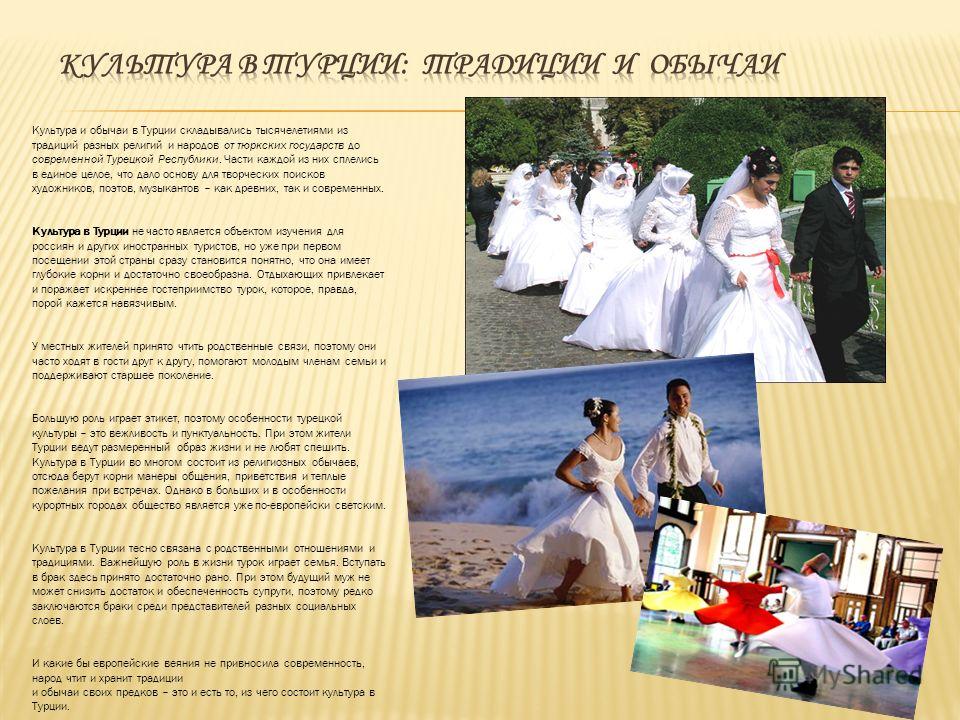 КУЛЬТУРА В ТУРЦИИ: ТРАДИЦИИ И ОБЫЧАИ
Культура и обычаи в Турции складывались тысячелетиями из
традиций разных религий и народов от тюркских государств до
современной Турецкой Республики. Части каждой из них сплелись
в единое целое, что дало основу для творческих поисков
художников, поэтов, музыкантов – как древних, так и современных.
Культура в Турции не часто является объектом изучения для
россиян и других иностранных туристов, но уже при первом
посещении этой страны сразу становится понятно, что она имеет
глубокие корни и достаточно своеобразна. Отдыхающих привлекает
и поражает искреннее гостеприимство турок, которое, правда,
порой кажется навязчивым.
У местных жителей принято чтить родственные связи, поэтому они
часто ходят в гости друг к другу, помогают молодым членам семьи и
поддерживают старшее поколение.
Большую роль играет этикет, поэтому особенности турецкой
культуры – это вежливость и пунктуальность. При этом жители
Турции ведут размеренный образ жизни и не любят спешить.
Культура в Турции во многом состоит из религиозных обычаев,
отсюда берут корни манеры общения, приветствия и теплые
пожелания при встречах. Однако в больших и в особенности
курортных городах общество является уже по-европейски светским.
Культура в Турции тесно связана с родственными отношениями и
традициями. Важнейшую роль в жизни турок играет семья. Вступать
в брак здесь принято достаточно рано. При этом будущий муж не
может снизить достаток и обеспеченность супруги, поэтому редко
заключаются браки среди представителей разных социальных
слоев.
И какие бы европейские веяния не привносила современность,
народ чтит и хранит традиции
и обычаи своих предков – это и есть то, из чего состоит культура в
Турции.
MyShared